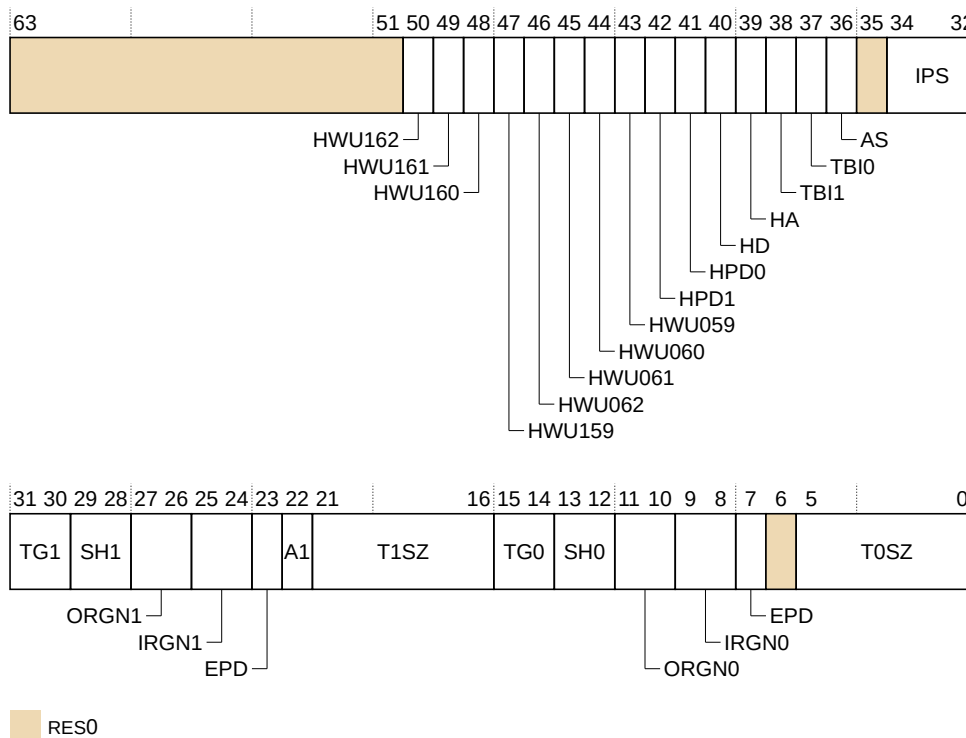 63 51 50 49 48 47 46 45 44 43 42 41 40 39 38 37 36 35 34 32
IPS
HWU162 AS
HWU161 TBI0
HWU160 TBI1
HA
HD
HPD0
HPD1
HWU059
HWU060
HWU061
HWU062
HWU159
31 30 29 28 27 26 25 24 23 22 21 16 15 14 13 12 11 10 9 8 7 6 5 0
TG1 SH1 A1 T1SZ TG0 SH0 T0SZ
ORGN1 EPD
IRGN1 IRGN0
EPD ORGN0
RES0